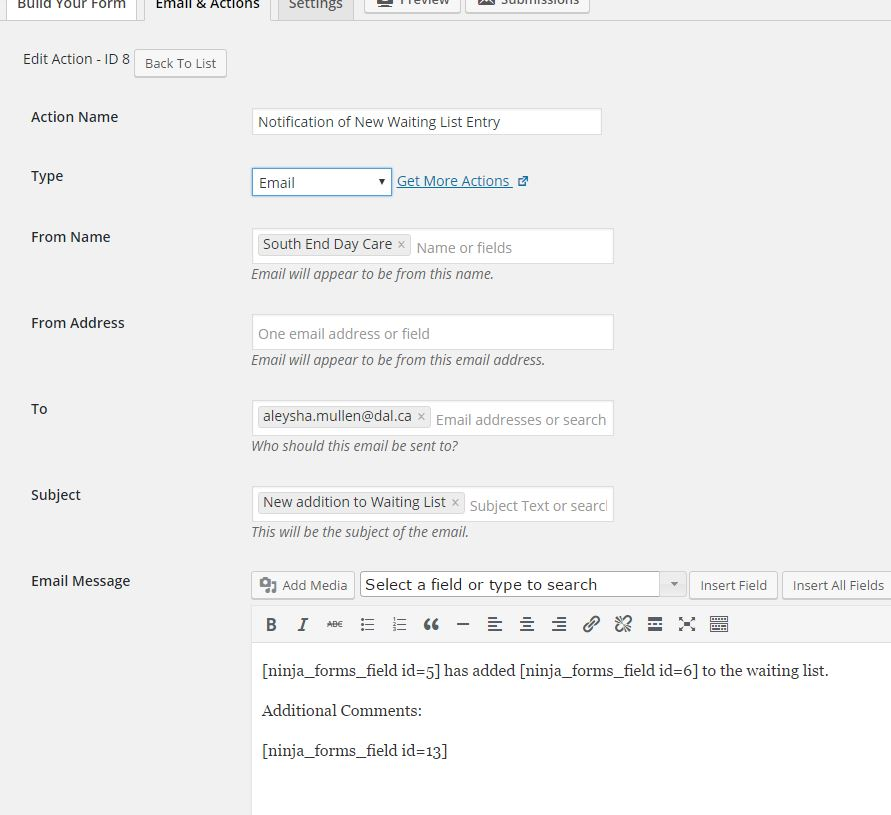 Build Your Form Email & Actions Settings Preview Submissions
Edit Action - ID 8 Back To List
Action Name Notification of New Waiting List Entry
Type Email Get More Actions
From Name South End Day Care × Name or fields
Email will appear to be from this name.
From Address One email address or field
Email will appear to be from this email address.
To aleysha.mullen@dal.ca × Email addresses or search
Who should this email be sent to?
Subject New addition to Waiting List × Subject Text or searc
This will be the subject of the email.
Email Message Add Media Select a field or type to search Insert Field Insert All Fields
B I ABC
[ninja_forms_field id=5] has added [ninja_forms_field id=6] to the waiting list.
Additional Comments:
[ninja_forms_field id=13]